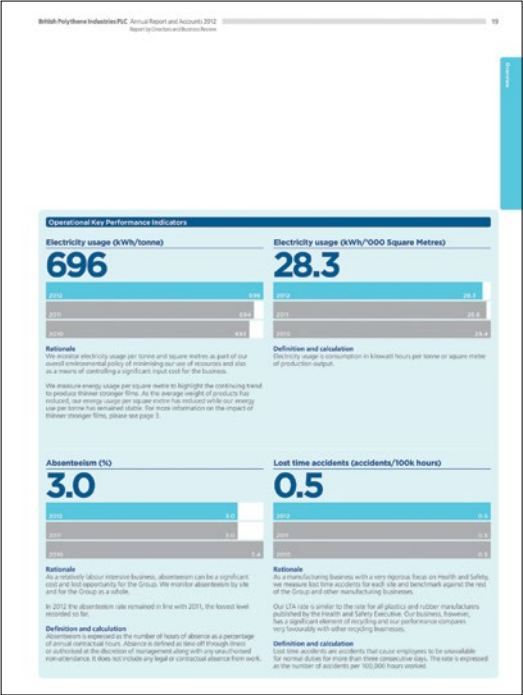 British Polythene Industries PLC Annual Report and Accounts 2012
19
Report by Directors and Business Review
Overview
Operational Key Performance Indicators
Electricity usage (kWh/tonne)
696
2012 696
2011 694
2010
Rationale
We monitor electricity usage per tonne and square metres as part of our
overall environmental policy of minimising our use of resources and also
as a means of controlling a significant input cost for the business.
We measure energy usage per square metre to highlight the continuing trend
to produce thinner stronger films. As the average weight of products has
reduced, our energy usage per square metre has reduced while our energy
use per tonne has remained stable. For more information on the impact of
thinner stronger films, please see page 3.
Electricity usage (kWh/'000 Square Metres)
28.3
2012 28.3
2011 28.6
2010 29.4
Definition and calculation
Electricity usage is consumption in kilowatt hours per tonne or square metre
of production output.
Absenteeism (%)
3.0
2012 3.0
2011 3.0
2010 3.4
Rationale
As a relatively labour intensive business, absenteeism can be a significant
cost and lost opportunity for the Group. We monitor absenteeism by site
and for the Group as a whole.
In 2012 the absenteeism rate remained in line with 2011, the lowest level
recorded so far.
Definition and calculation
Absenteeism is expressed as the number of hours of absence as a percentage
of annual contractual hours. Absence is defined as time off through illness
or authorised at the discretion of management along with any unauthorised
non-attendance. It does not include any legal or contractual absence from work.
Lost time accidents (accidents/100k hours)
0.5
2012 0.5
2011 0.5
2010 0.5
Rationale
As a manufacturing business with a very rigorous focus on Health and Safety,
we measure lost time accidents for each site and benchmark against the rest
of the Group and other manufacturing businesses.
Our LTA rate is similar to the rate for all plastics and rubber manufacturers
published by the Health and Safety Executive. Our business, however,
has a significant element of recycling and our performance compares
very favourably with other recycling businesses.
Definition and calculation
Lost time accidents are accidents that cause employees to be unavailable
for normal duties for more than three consecutive days. The rate is expressed
as the number of accidents per 100,000 hours worked.